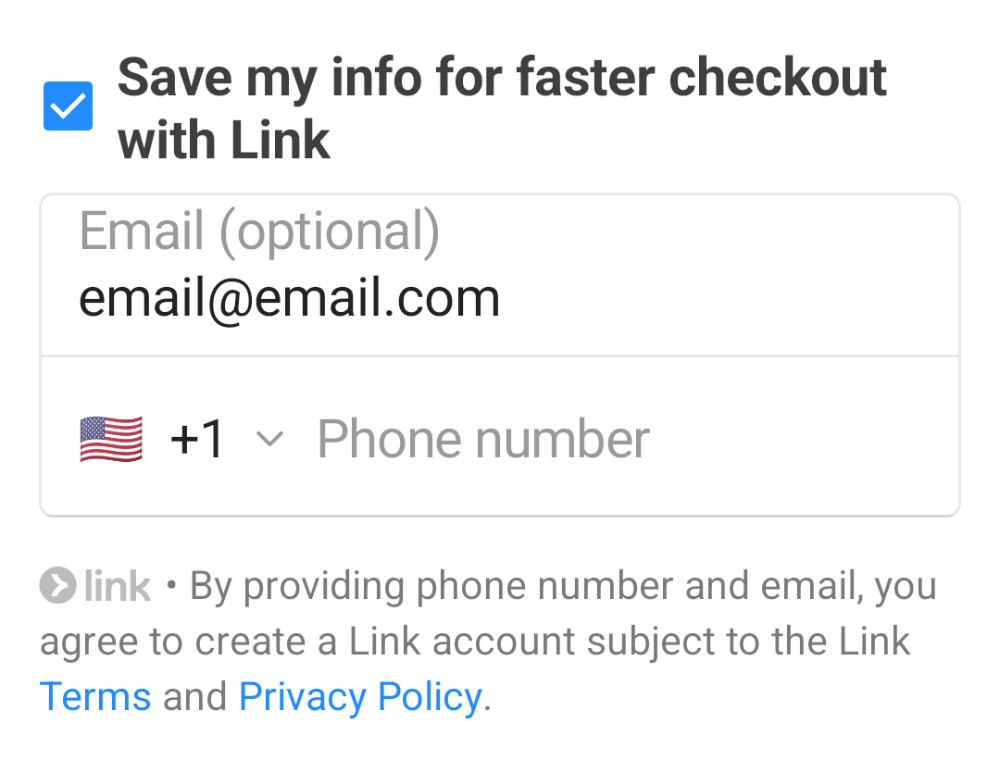 Save my info for faster checkout
with Link
Email (optional)
email@email.com
+1 Phone number
link • By providing phone number and email, you
agree to create a Link account subject to the Link
Terms and Privacy Policy.